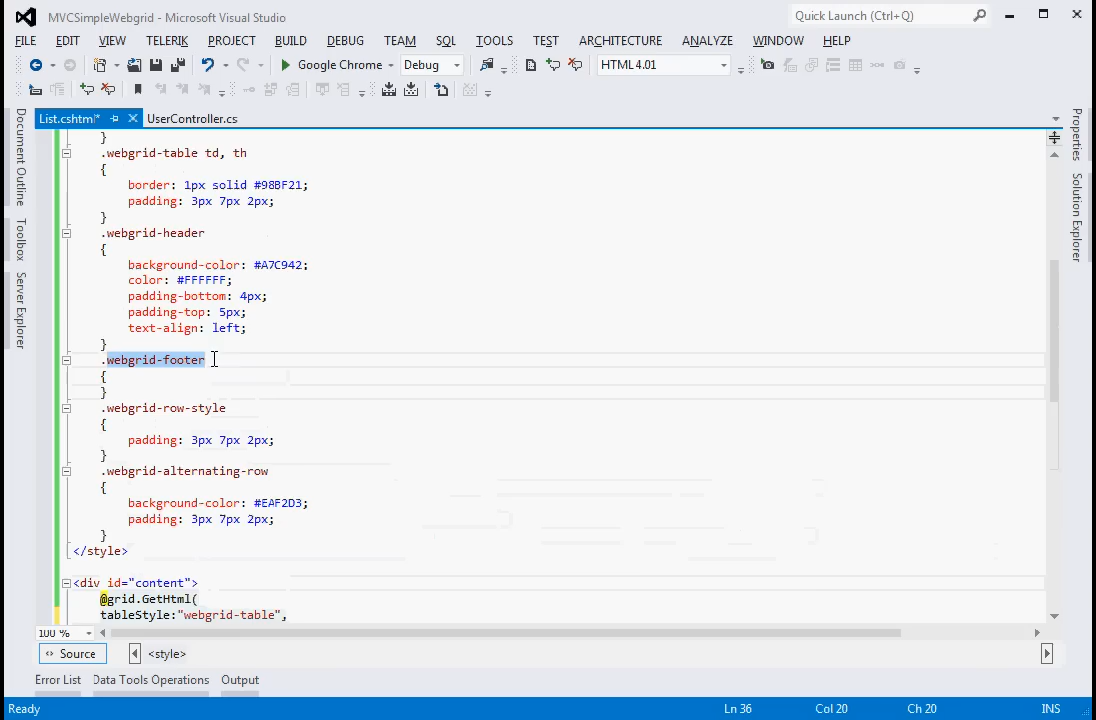 MVCSimpleWebgrid - Microsoft Visual Studio
Quick Launch (Ctrl+Q)
FILE EDIT VIEW TELERIK PROJECT BUILD DEBUG TEAM SQL TOOLS TEST ARCHITECTURE ANALYZE WINDOW HELP
Google Chrome Debug HTML 4.01
List.cshtml* UserController.cs
Document Outline
Toolbox
Server Explorer
Properties
Solution Explorer
}
.webgrid-table td, th
{
border: 1px solid #98BF21;
padding: 3px 7px 2px;
}
.webgrid-header
{
background-color: #A7C942;
color: #FFFFFF;
padding-bottom: 4px;
padding-top: 5px;
text-align: left;
}
.webgrid-footer
{
}
.webgrid-row-style
{
padding: 3px 7px 2px;
}
.webgrid-alternating-row
{
background-color: #EAF2D3;
padding: 3px 7px 2px;
}
</style>
<div id="content">
@grid.GetHtml(
tableStyle:"webgrid-table",
100 %
Source <style>
Error List Data Tools Operations Output
Ready Ln 36 Col 20 Ch 20 INS